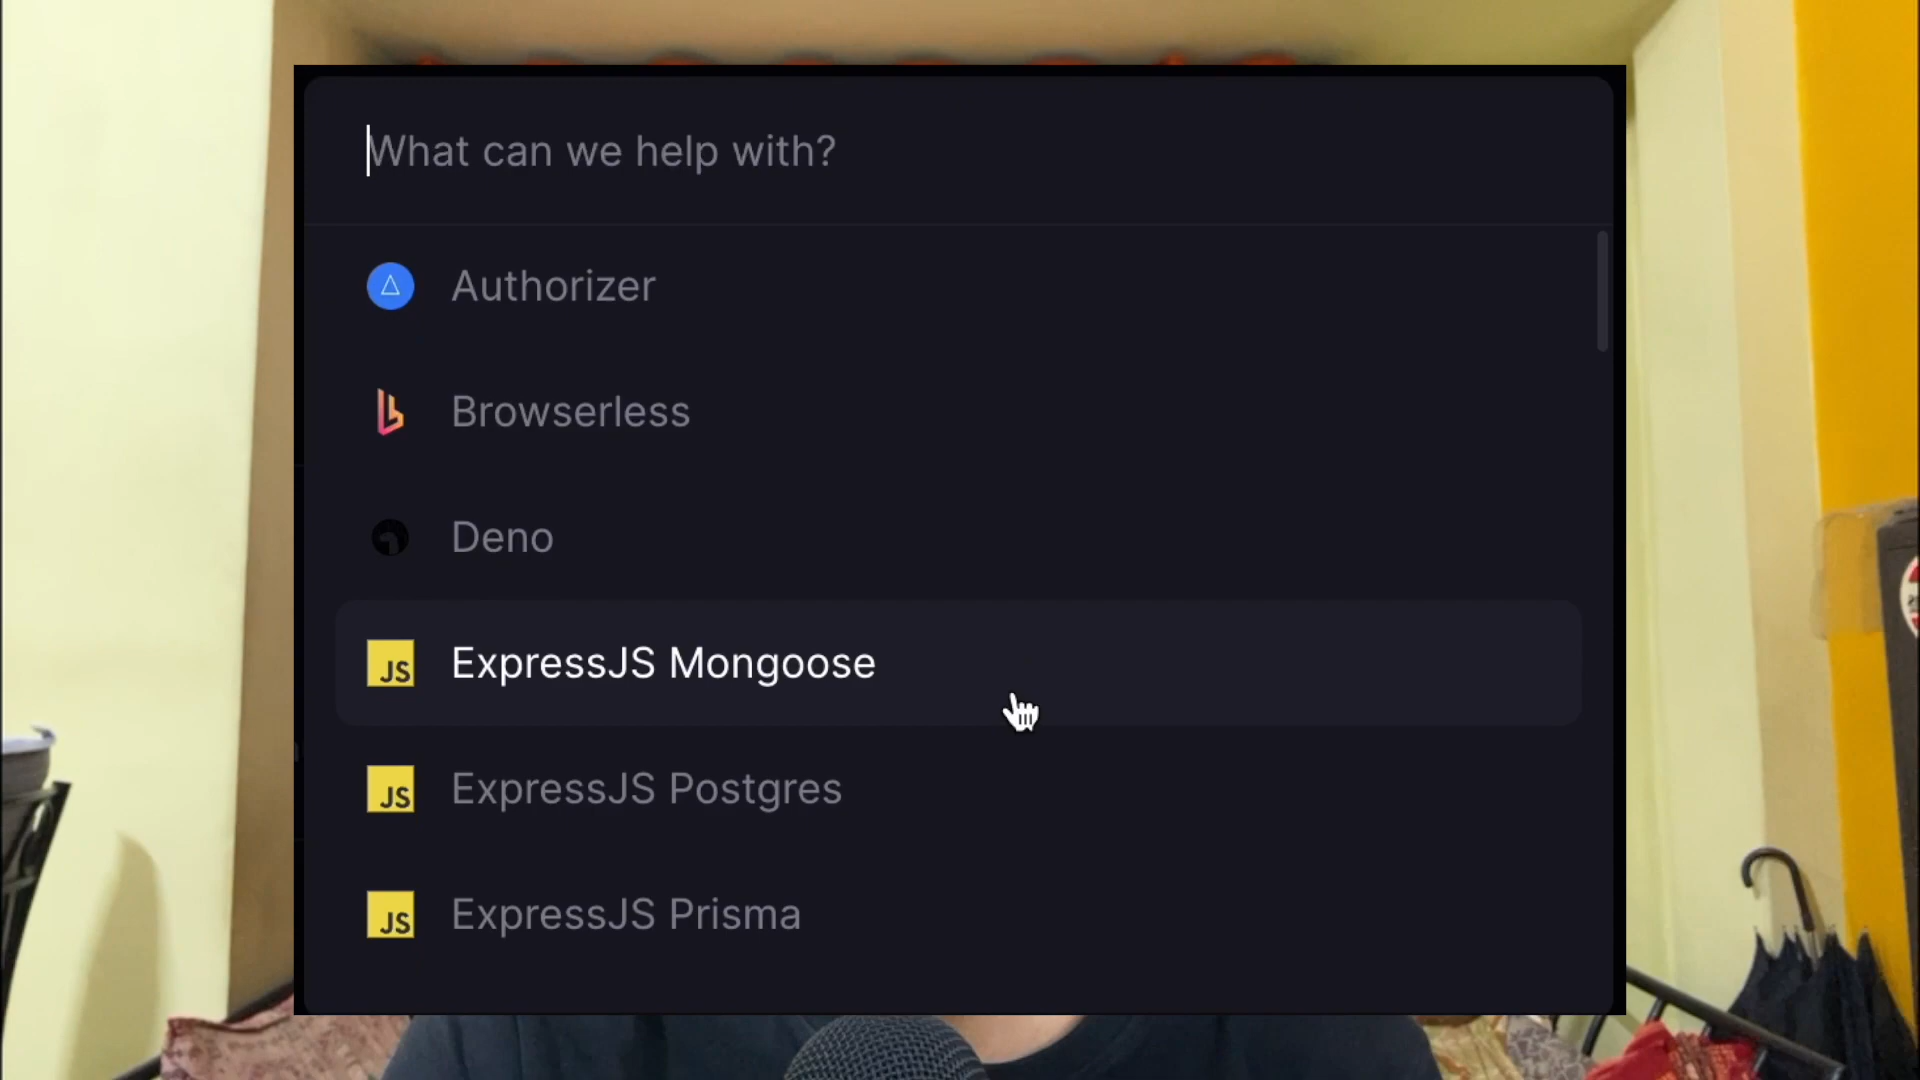 What can we help with?
Authorizer
Browserless
Deno
JS ExpressJS Mongoose
JS ExpressJS Postgres
JS ExpressJS Prisma